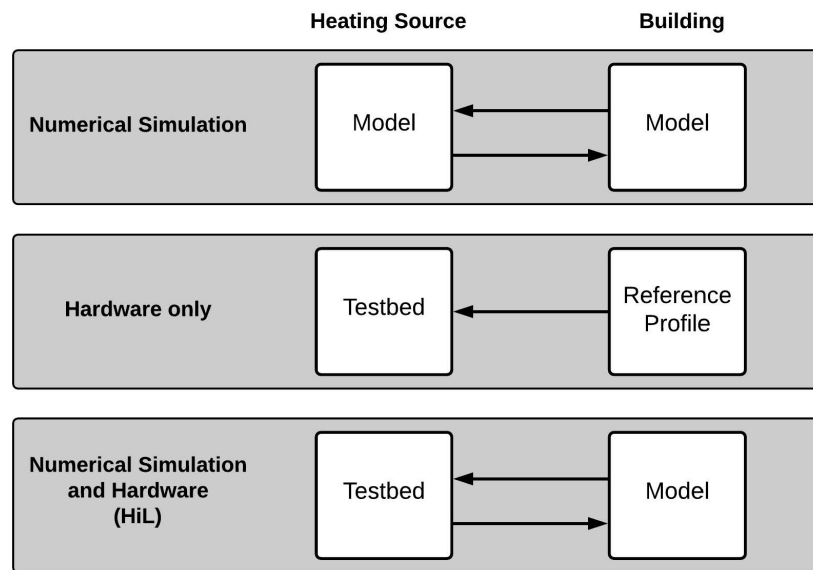 Heating Source
Building
Numerical Simulation
Model
Model
Hardware only
Testbed
Reference
Profile
Numerical Simulation
and Hardware
(HiL)
Testbed
Model